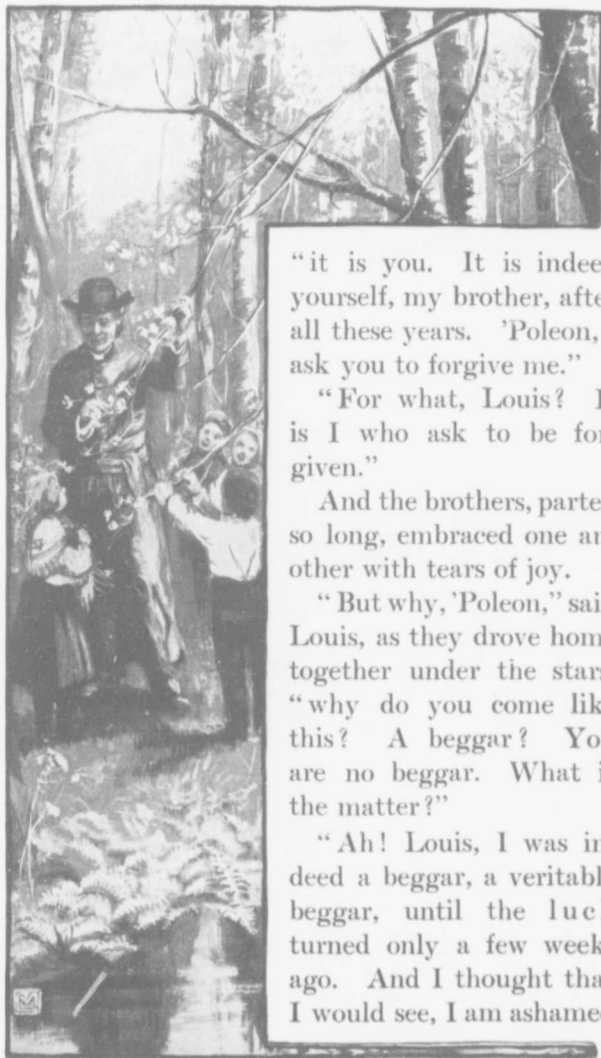 “it is you. It is indee
yourself, my brother, afte
all these years. ’Poleon,
ask you to forgive me.”
“For what, Louis? I
is I who ask to be for
given.”
And the brothers, parte
so long, embraced one an
other with tears of joy.
“But why, ’Poleon,” sai
Louis, as they drove hom
together under the star
“why do you come lik
this? A beggar? Yo
are no beggar. What i
the matter?”
“Ah! Louis, I was in
deed a beggar, a veritabl
beggar, until the luc
turned only a few week
ago. And I thought tha
I would see, I am ashame